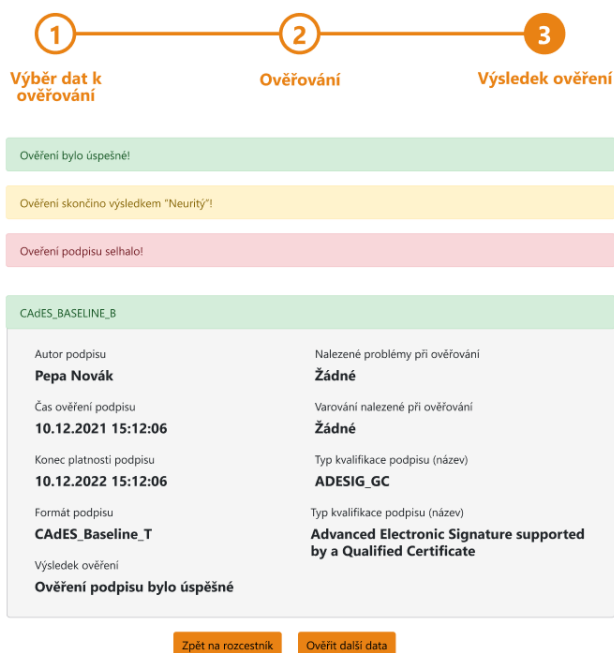 1
2
3
Výběr dat k
ověřování
Ověřování
Výsledek ověření
Ověření bylo úspešné!
Ověření skončino výsledkem "Neuritý"!
Oveření podpisu selhalo!
CAdES_BASELINE_B
Autor podpisu
Pepa Novák
Čas ověření podpisu
10.12.2021 15:12:06
Konec platnosti podpisu
10.12.2022 15:12:06
Formát podpisu
CAdES_Baseline_T
Výsledek ověření
Ověření podpisu bylo úspěšné
Nalezené problémy při ověřování
Žádné
Varování nalezené při ověřování
Žádné
Typ kvalifikace podpisu (název)
ADESIG_GC
Typ kvalifikace podpisu (název)
Advanced Electronic Signature supported
by a Qualified Certificate
Zpět na rozcestník
Ověřit další data